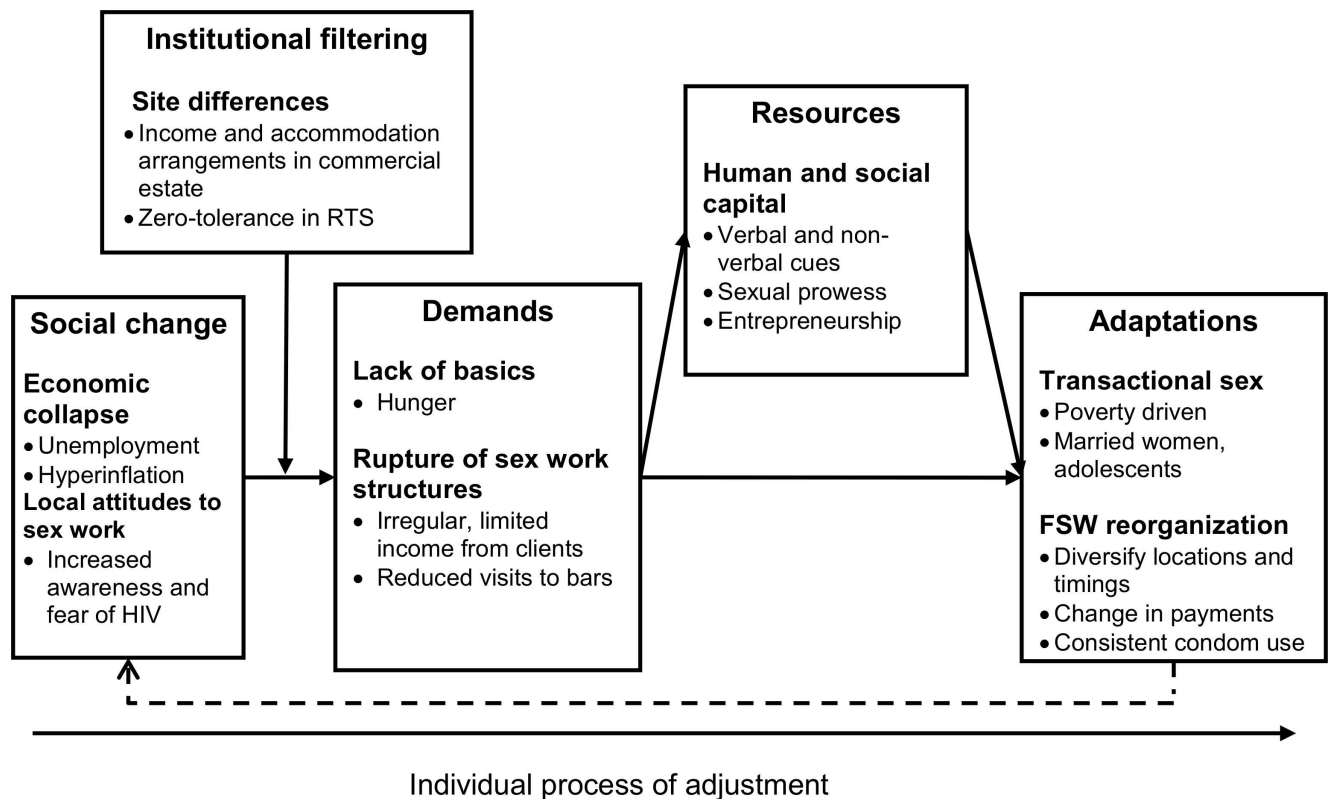 Institutional filtering
Site differences
• Income and accommodation
arrangements in commercial
estate
• Zero-tolerance in RTS
Social change
Economic
collapse
• Unemployment
• Hyperinflation
Local attitudes to
sex work
• Increased
awareness and
fear of HIV
Demands
Lack of basics
• Hunger
Rupture of sex work
structures
• Irregular, limited
income from clients
• Reduced visits to bars
Resources
Human and social
capital
• Verbal and non-
verbal cues
• Sexual prowess
• Entrepreneurship
Adaptations
Transactional sex
• Poverty driven
• Married women,
adolescents
FSW reorganization
• Diversify locations and
timings
• Change in payments
• Consistent condom use
Individual process of adjustment